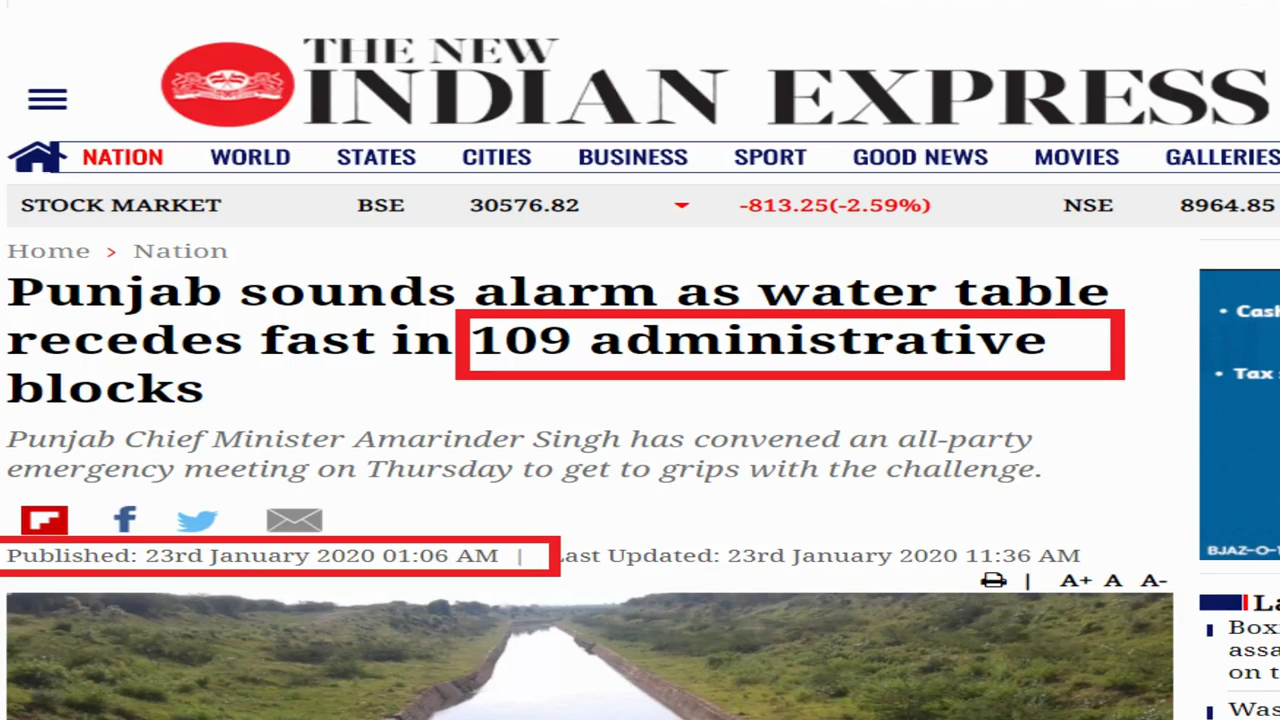 THE NEW
INDIAN EXPRESS
NATION WORLD STATES CITIES BUSINESS SPORT GOOD NEWS MOVIES GALLERIES
STOCK MARKET BSE 30576.82 -813.25(-2.59%) NSE 8964.85
Home > Nation
Punjab sounds alarm as water table
recedes fast in 109 administrative
blocks
Punjab Chief Minister Amarinder Singh has convened an all-party
emergency meeting on Thursday to get to grips with the challenge.
Published: 23rd January 2020 01:06 AM | Last Updated: 23rd January 2020 11:36 AM
| A+ A A-
• Cash
• Tax
BJAZ-O-
on t